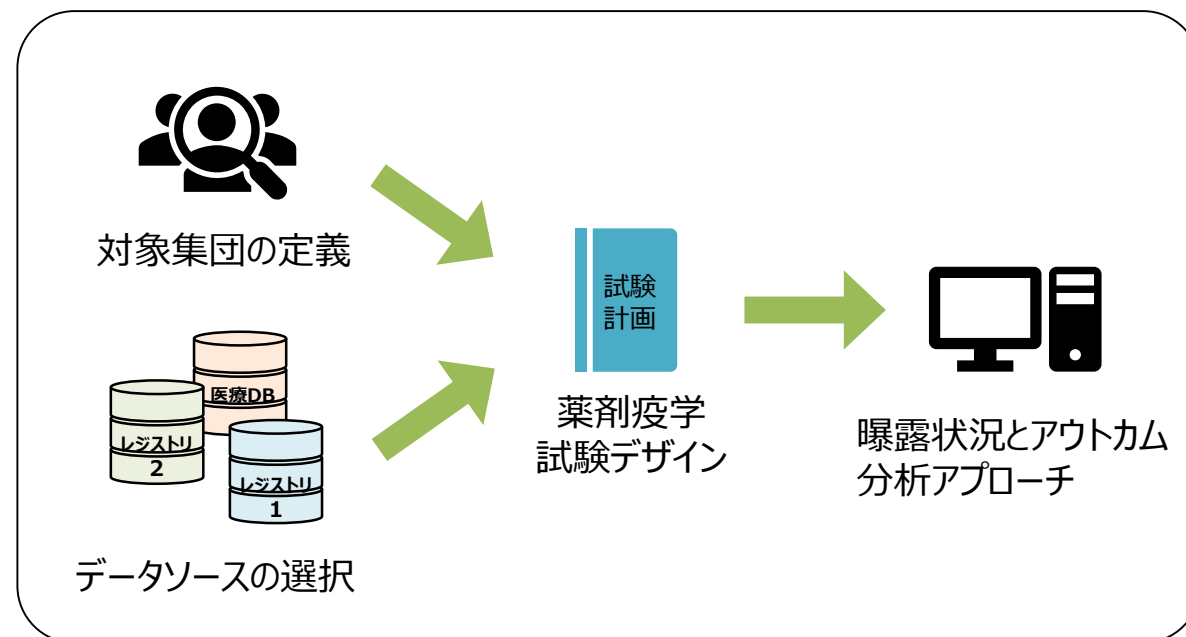 対象集団の定義
医療DB
レジストリ
2
レジストリ
1
データソースの選択
試験
計画
薬剤疫学
試験デザイン
曝露状況とアウトカム
分析アプローチ